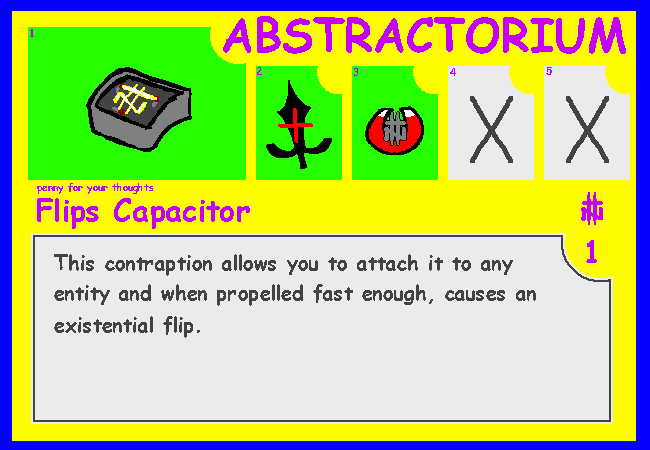 ABSTRACTORIUM
1
2
3
4
5
X
X
penny for your thoughts
Flips Capacitor
1
This contraption allows you to attach it to any
entity and when propelled fast enough, causes an
existential flip.